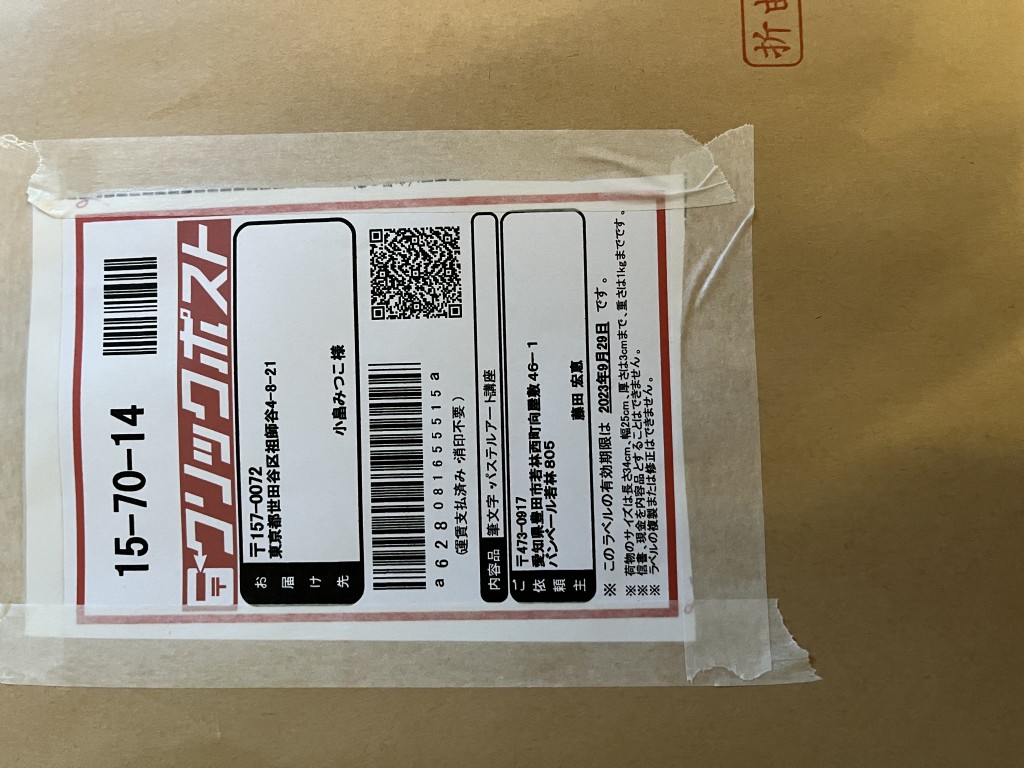 折曲
15-70-14
クリックポスト
お届け先
〒157-0072
東京都世田谷区祖師谷4-8-21
小畠みつこ様
a628081655515a
(運賃支払済み・消印不要)
内容品 筆文字・パステルアート講座
ご依頼主
〒473-0917
愛知県豊田市若林西町向屋敷46-1
パンベール若林805
藤田 宏恵
※ このラベルの有効期限は 2023年9月29日 です。
※ 荷物のサイズは長さ34cm、幅25cm、厚さは3cmまで、重さは1kgまでです。
※ 信書、現金を内容品とすることはできません。
※ ラベルの複製または修正はできません。